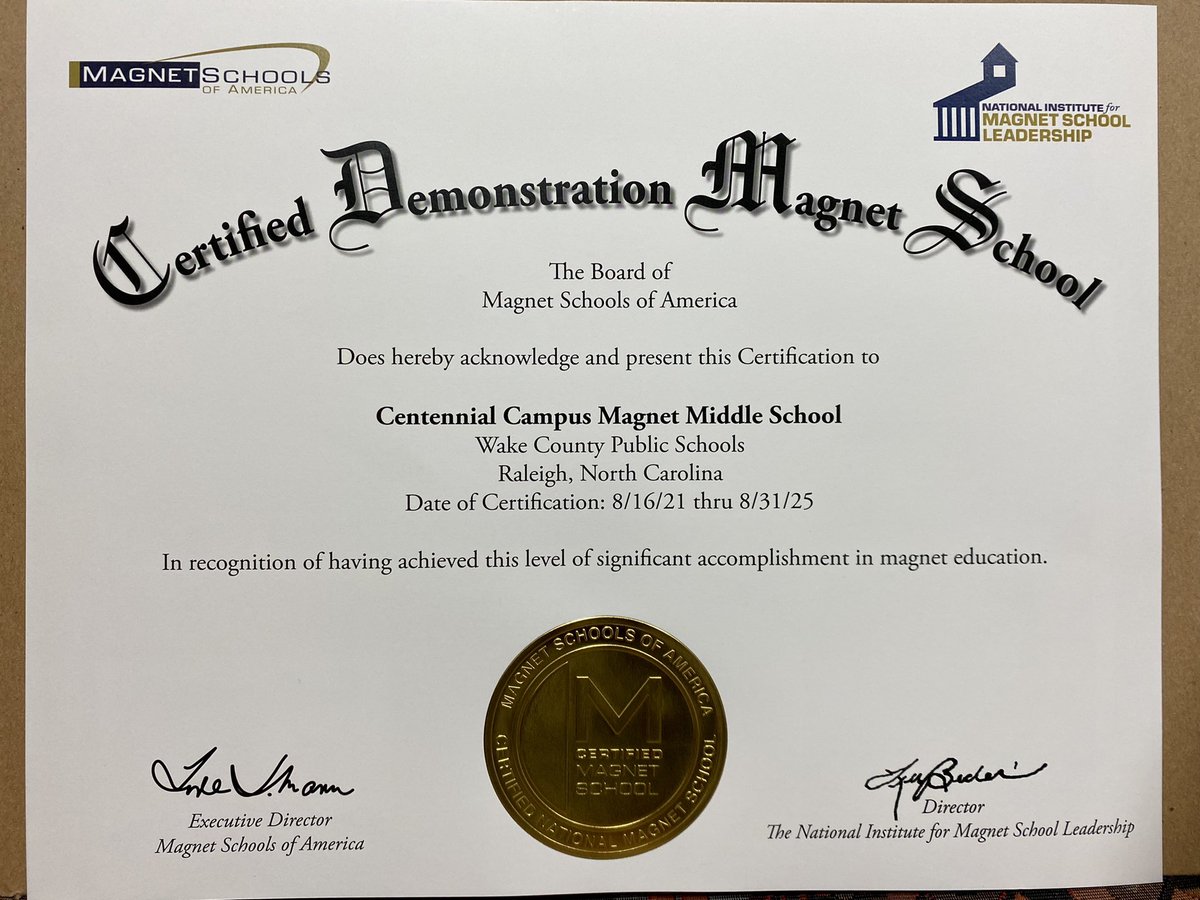 MAGNET SCHOOLS
OF AMERICA
NATIONAL INSTITUTE for
MAGNET SCHOOL
LEADERSHIP
Certified Demonstration Magnet School
The Board of
Magnet Schools of America
Does hereby acknowledge and present this Certification to
Centennial Campus Magnet Middle School
Wake County Public Schools
Raleigh, North Carolina
Date of Certification: 8/16/21 thru 8/31/25
In recognition of having achieved this level of significant accomplishment in magnet education.
MAGNET SCHOOLS OF AMERICA
M
CERTIFIED
MAGNET
SCHOOL
CERTIFIED NATIONAL MAGNET SCHOOL
Executive Director
Magnet Schools of America
Director
The National Institute for Magnet School Leadership